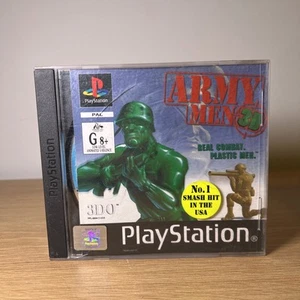 PlayStation
PAL
G 8+
ARMY
MEN 3D
REAL COMBAT.
PLASTIC MEN.™
No. 1
SMASH HIT
IN THE
USA
3DO
PlayStation®
PlayStation